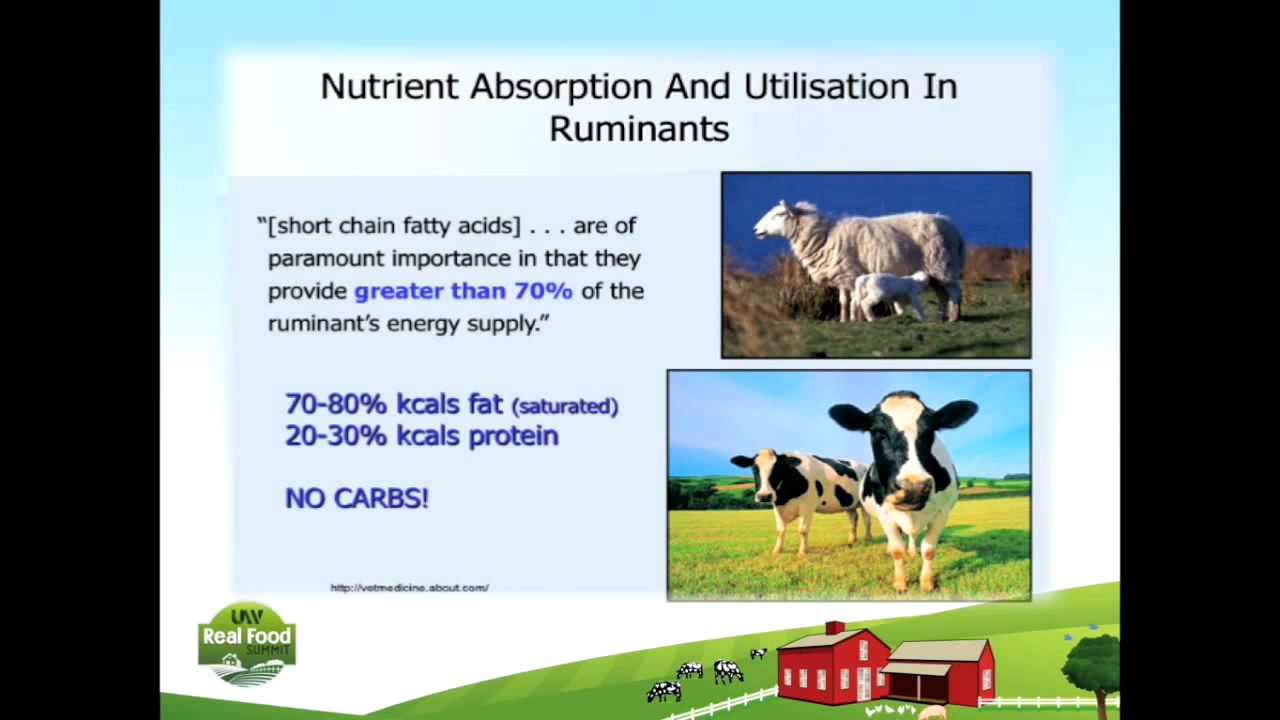 Nutrient Absorption And Utilisation In
Ruminants
“[short chain fatty acids] . . . are of
paramount importance in that they
provide greater than 70% of the
ruminant’s energy supply.”
70-80% kcals fat (saturated)
20-30% kcals protein
NO CARBS!
http://vetmedicine.about.com/
UW
Real Food
SUMMIT